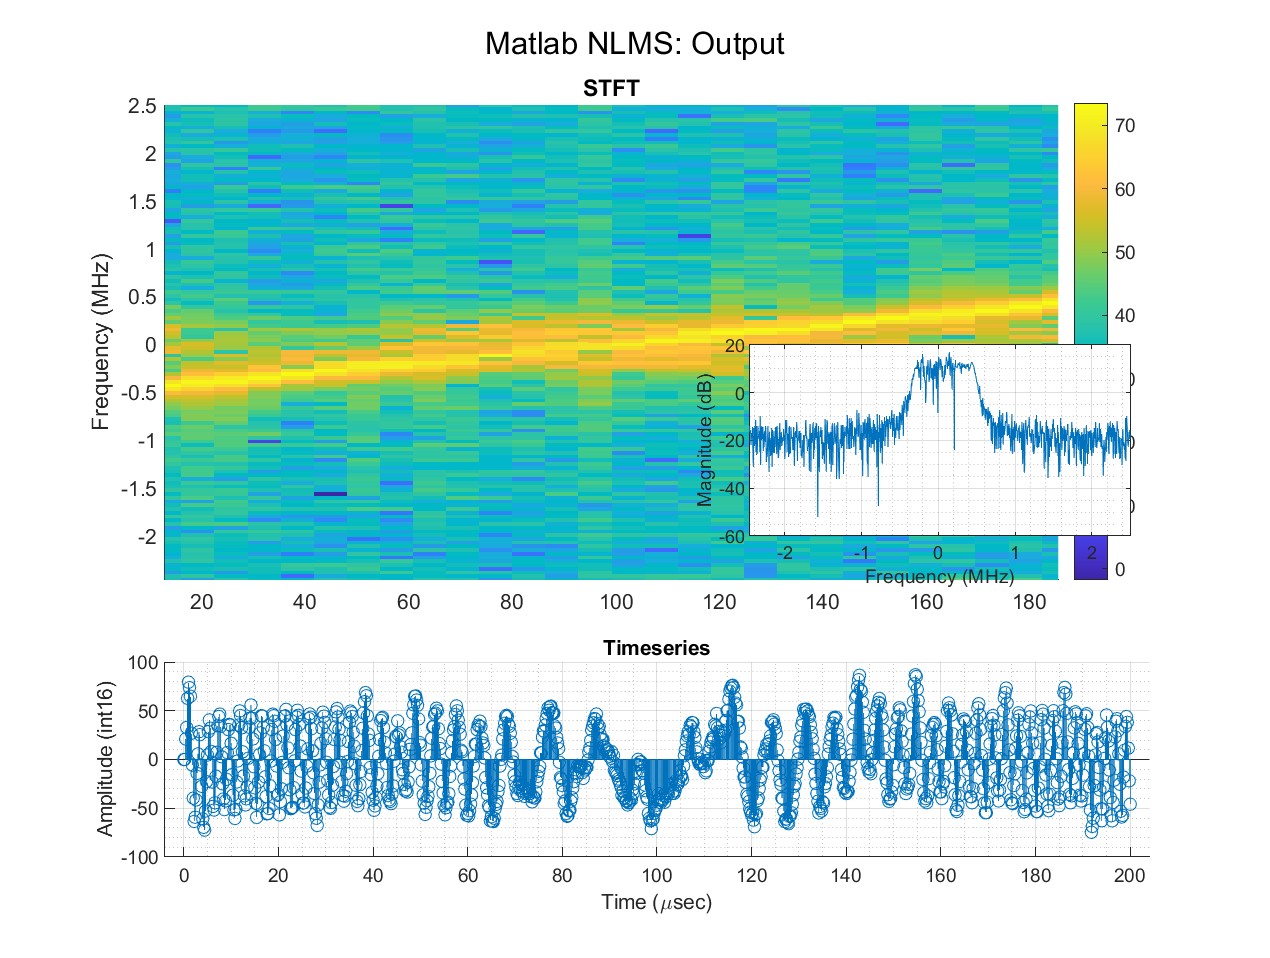 Matlab NLMS: Output
STFT
2.5
2
1.5
1
0.5
0
-0.5
-1
-1.5
-2
Frequency (MHz)
20 40 60 80 100 120 140 160 180
70
60
50
40
0
20
0
-20
-40
-60
Magnitude (dB)
-2 -1 0 1 2
Frequency (MHz)
Timeseries
100
50
0
-50
-100
Amplitude (int16)
0 20 40 60 80 100 120 140 160 180 200
Time (μsec)